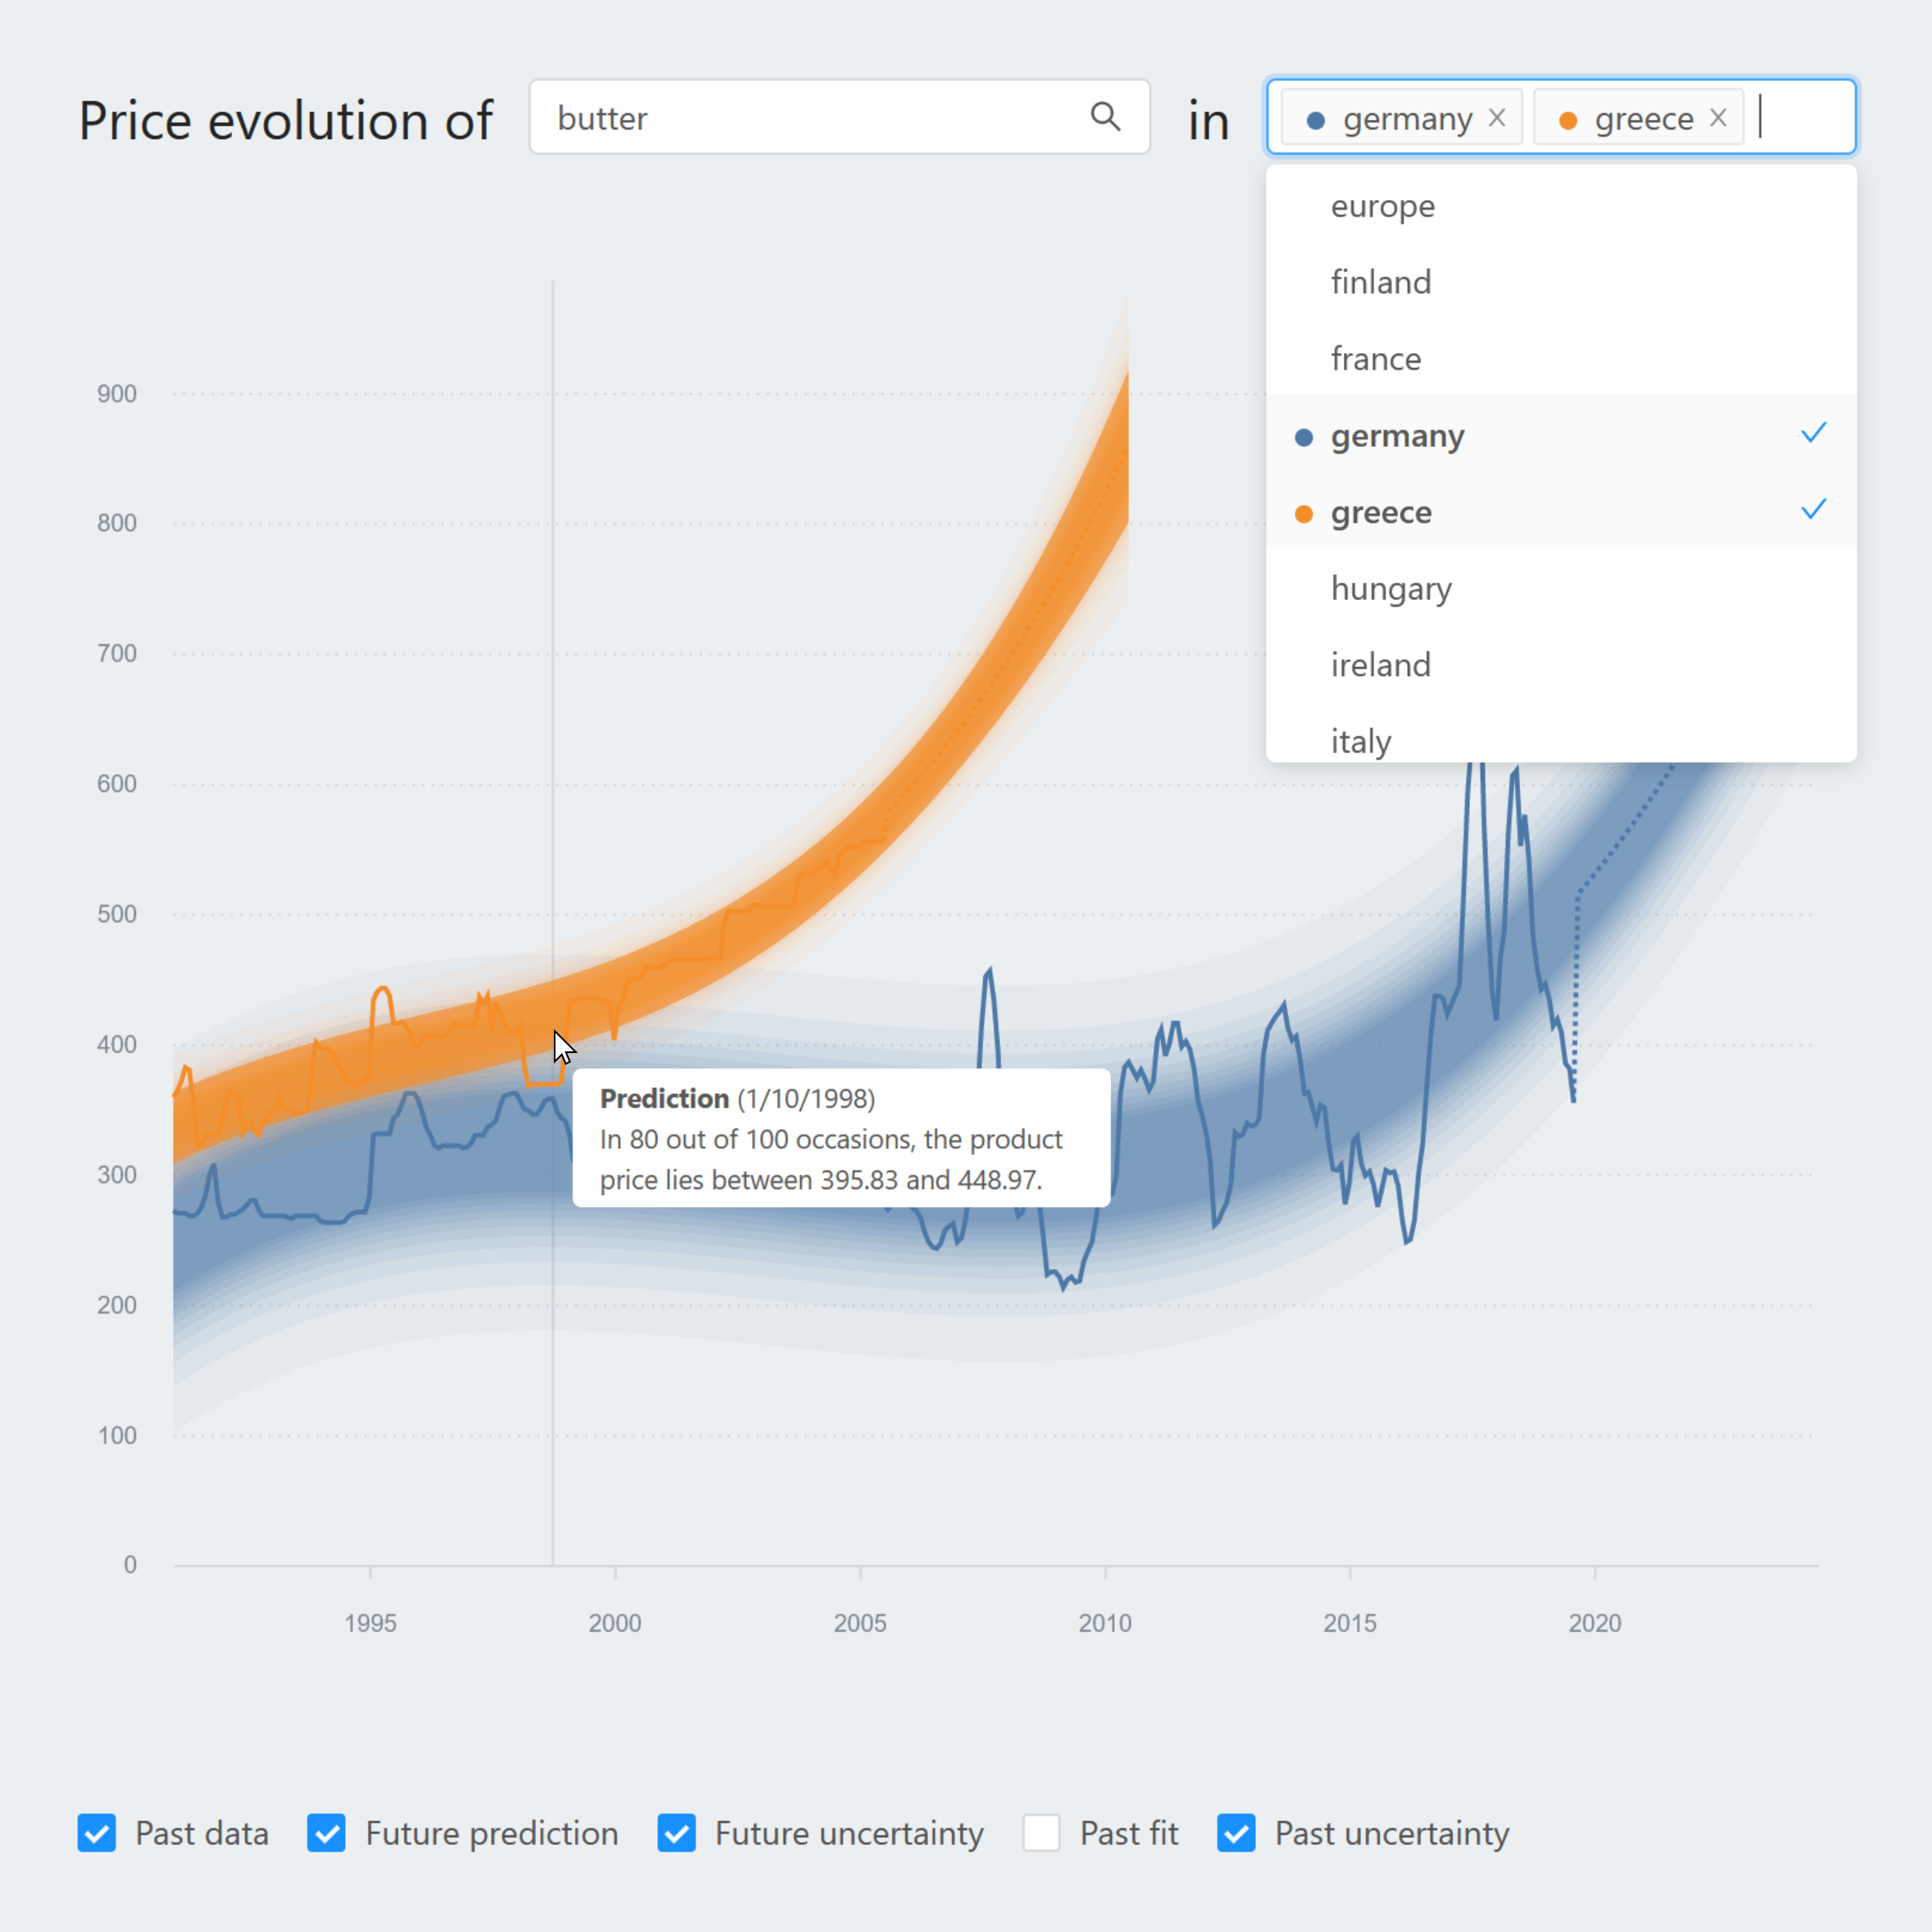 Price evolution of butter in germany greece
europe
finland
france
germany
greece
hungary
ireland
italy
900
800
700
600
500
400
300
200
100
0
Prediction (1/10/1998)
In 80 out of 100 occasions, the product
price lies between 395.83 and 448.97.
1995 2000 2005 2010 2015 2020
Past data Future prediction Future uncertainty Past fit Past uncertainty